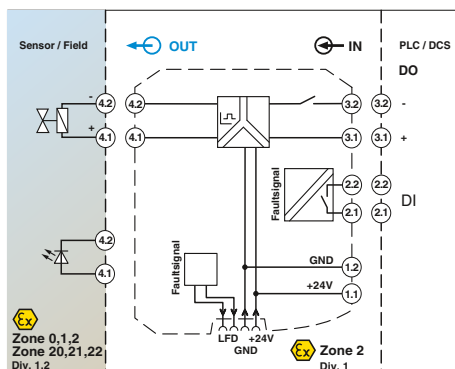 Sensor / Field
OUT
IN
PLC / DCS
DO
-
4.2
4.2
3.2
3.2
-
+
4.1
4.1
3.1
3.1
+
Faultsignal
2.2
2.2
DI
2.1
2.1
4.2
4.1
Faultsignal
GND
1.2
+24V
1.1
LFD
+24V
GND
Ex
Zone 0,1,2
Zone 20,21,22
Div. 1,2
Ex
Zone 2
Div. 1